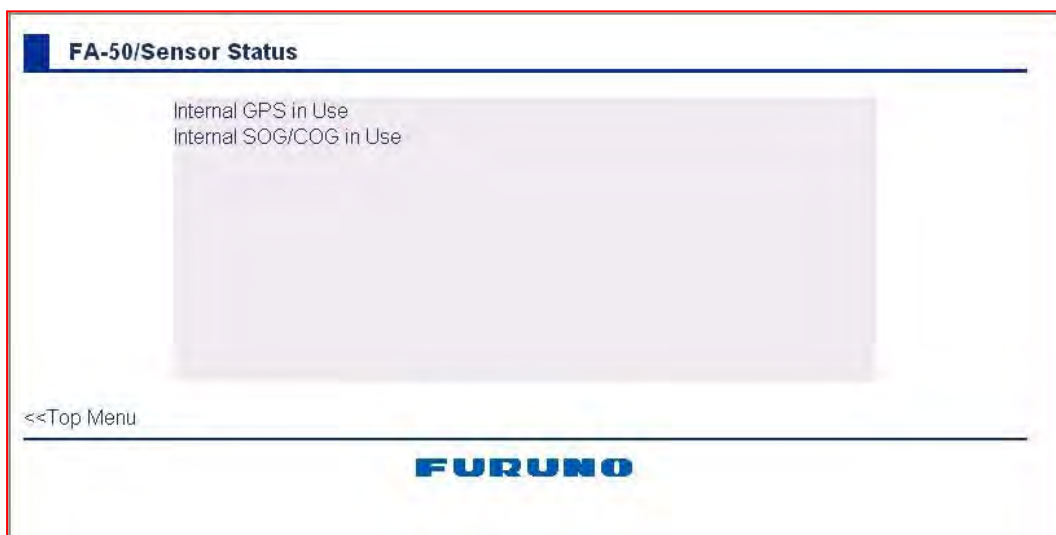 FA-50/Sensor Status
Internal GPS in Use
Internal SOG/COG in Use
<<Top Menu
FURUNO